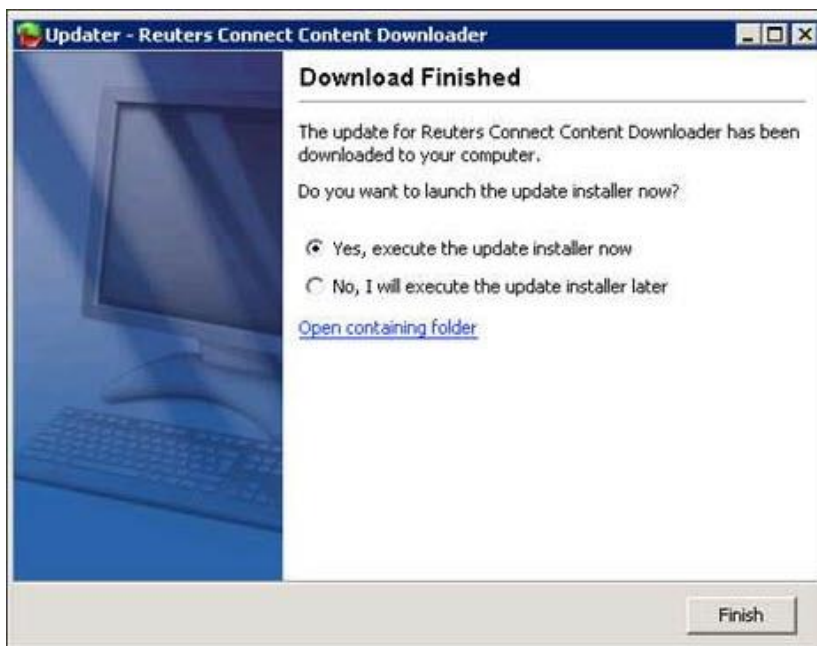 Updater - Reuters Connect Content Downloader
Download Finished
The update for Reuters Connect Content Downloader has been
downloaded to your computer.
Do you want to launch the update installer now?
Yes, execute the update installer now
No, I will execute the update installer later
Open containing folder
Finish